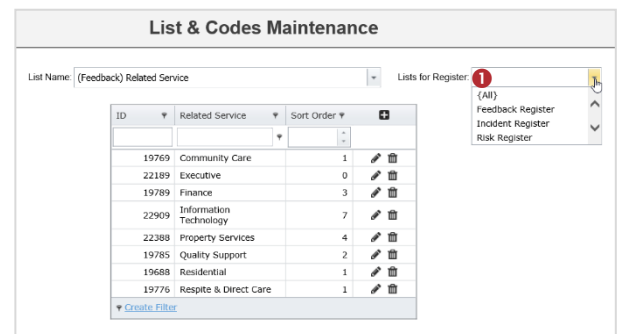 List & Codes Maintenance
List Name: (Feedback) Related Service Lists for Register: 1
{All}
Feedback Register
Incident Register
Risk Register
ID Related Service Sort Order
19769 Community Care 1
22189 Executive 0
19789 Finance 3
22909 Information Technology 7
22388 Property Services 4
19785 Quality Support 2
19688 Residential 1
19776 Respite & Direct Care 1
Create Filter